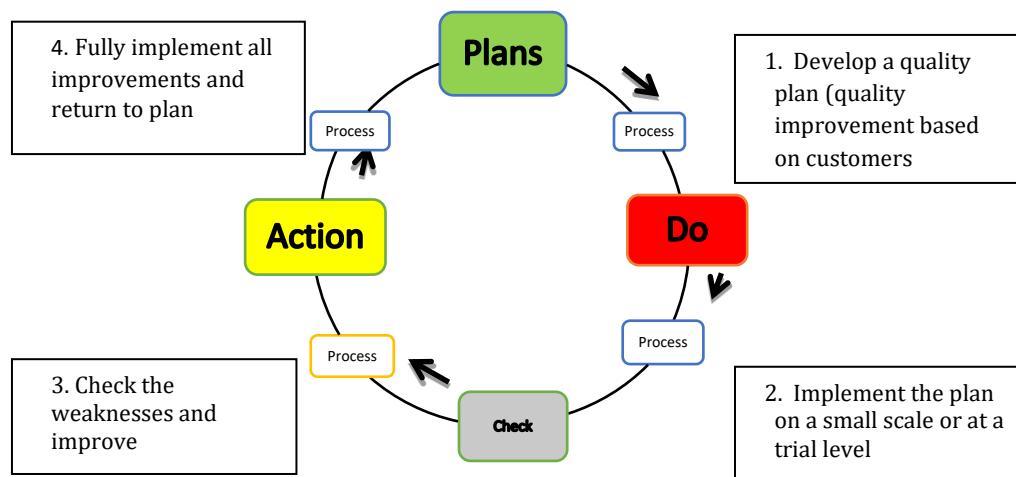 Plans
4. Fully implement all
improvements and
return to plan
1. Develop a quality
plan (quality
improvement based
on customers
Process
Process
Action
Do
Process
Process
3. Check the
weaknesses and
improve
Check
2. Implement the plan
on a small scale or at a
trial level